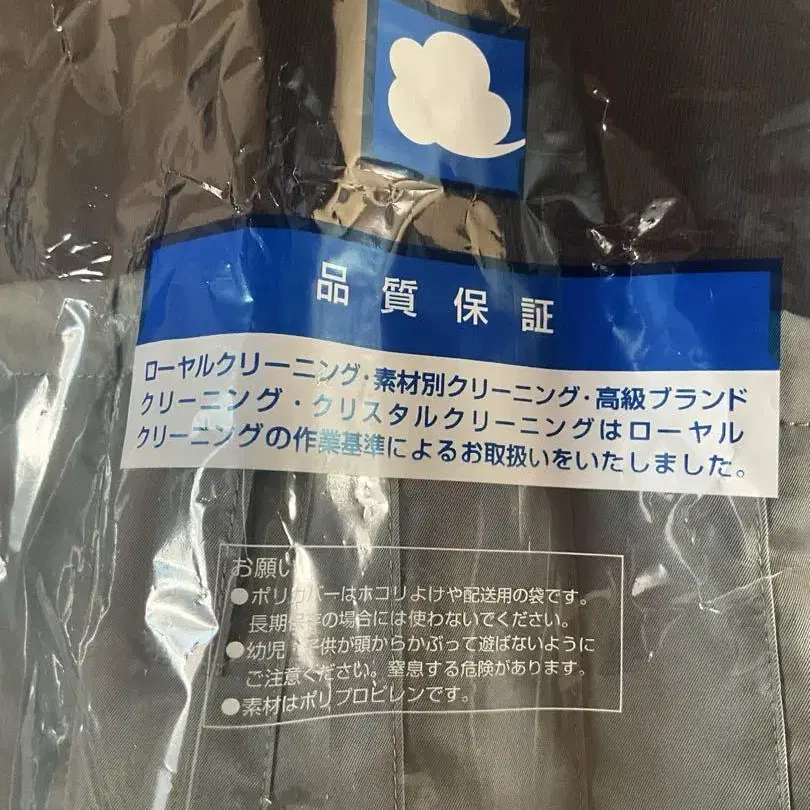 品質保証
ローヤルクリーニング・素材別クリーニング・高級ブランド
クリーニング・クリスタルクリーニングはローヤル
クリーニングの作業基準によるお取扱いをいたしました。
お願い
●ポリカバーはホコリよけや配送用の袋です。
長期保存の場合には使わないでください。
●幼児・子供が頭からかぶって遊ばないように
ご注意ください。窒息する危険があります。
●素材はポリプロピレンです。